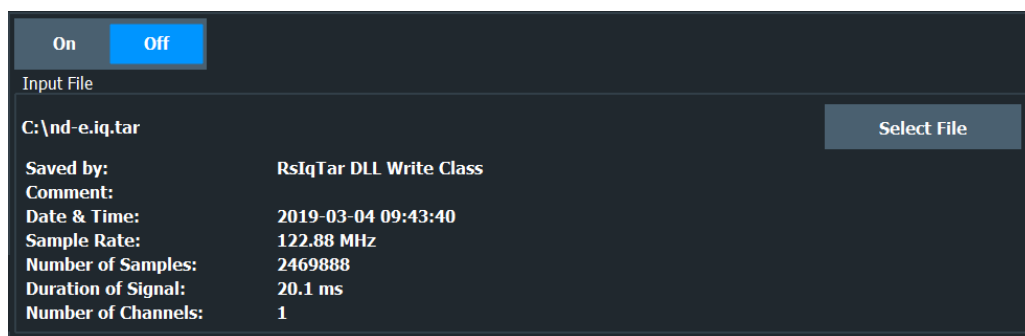 On Off
Input File
C:\nd-e.iq.tar Select File
Saved by: RsIqTar DLL Write Class
Comment:
Date & Time: 2019-03-04 09:43:40
Sample Rate: 122.88 MHz
Number of Samples: 2469888
Duration of Signal: 20.1 ms
Number of Channels: 1